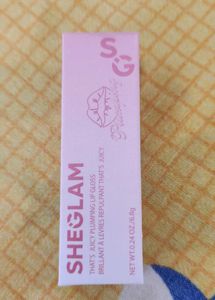 SG
SHEGLAM
THAT'S JUICY PLUMPING LIP GLOSS
BRILLANT À LÈVRES REPULPANT THAT'S JUICY
NET WT.0.24 OZ./6.8g